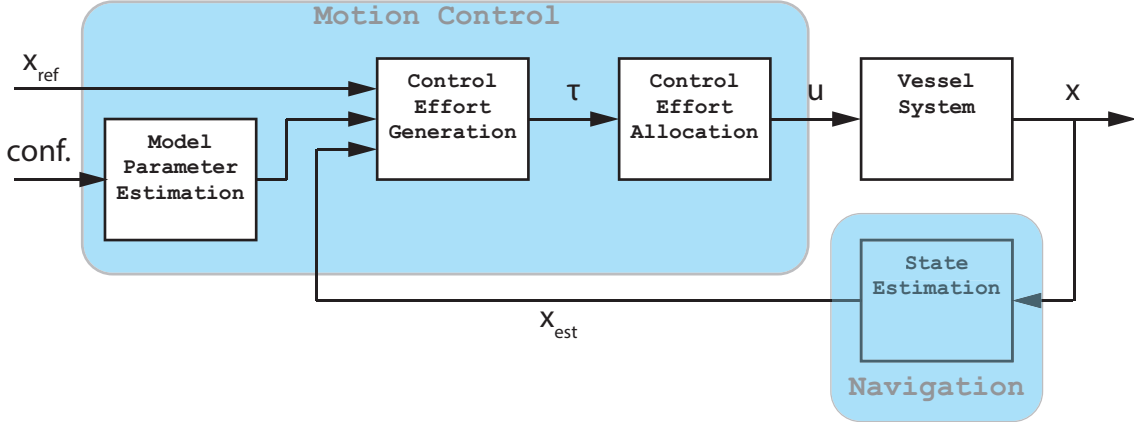 Motion Control
x_ref
Control
Effort
Generation
τ
Control
Effort
Allocation
u
Vessel
System
x
conf.
Model
Parameter
Estimation
State
Estimation
x_est
Navigation